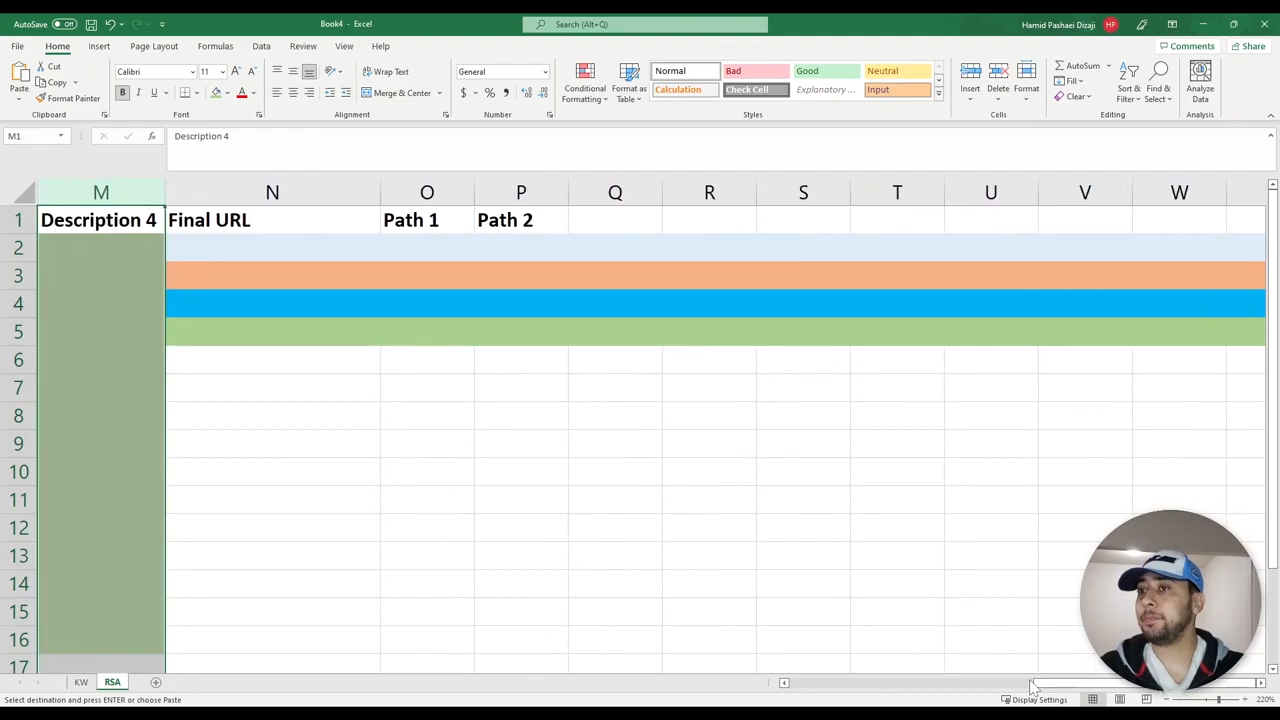 AutoSave Off
Book4 - Excel
Search (Alt+Q)
Hamid Pashaei Dizaji HP
File Home Insert Page Layout Formulas Data Review View Help
Comments Share
Paste
Cut
Copy
Format Painter
Clipboard
Calibri 11
B I U
Font
Wrap Text
Merge & Center
Alignment
General
$ % ,
Number
Conditional Formatting
Format as Table
Normal Bad Good Neutral
Calculation Check Cell Explanatory ... Input
Styles
Insert Delete Format
Cells
AutoSum
Fill
Clear
Sort & Filter
Find & Select
Editing
Analyze Data
Analysis
M1 fx Description 4
M N O P Q R S T U V W
1 Description 4 Final URL Path 1 Path 2
2
3
4
5
6
7
8
9
10
11
12
13
14
15
16
17
KW RSA
Select destination and press ENTER or choose Paste
Display Settings
220%